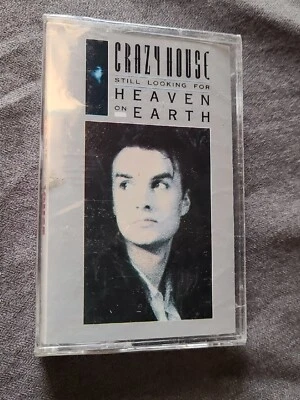 CRAZY HOUSE
STILL LOOKING FOR
HEAVEN
ON EARTH